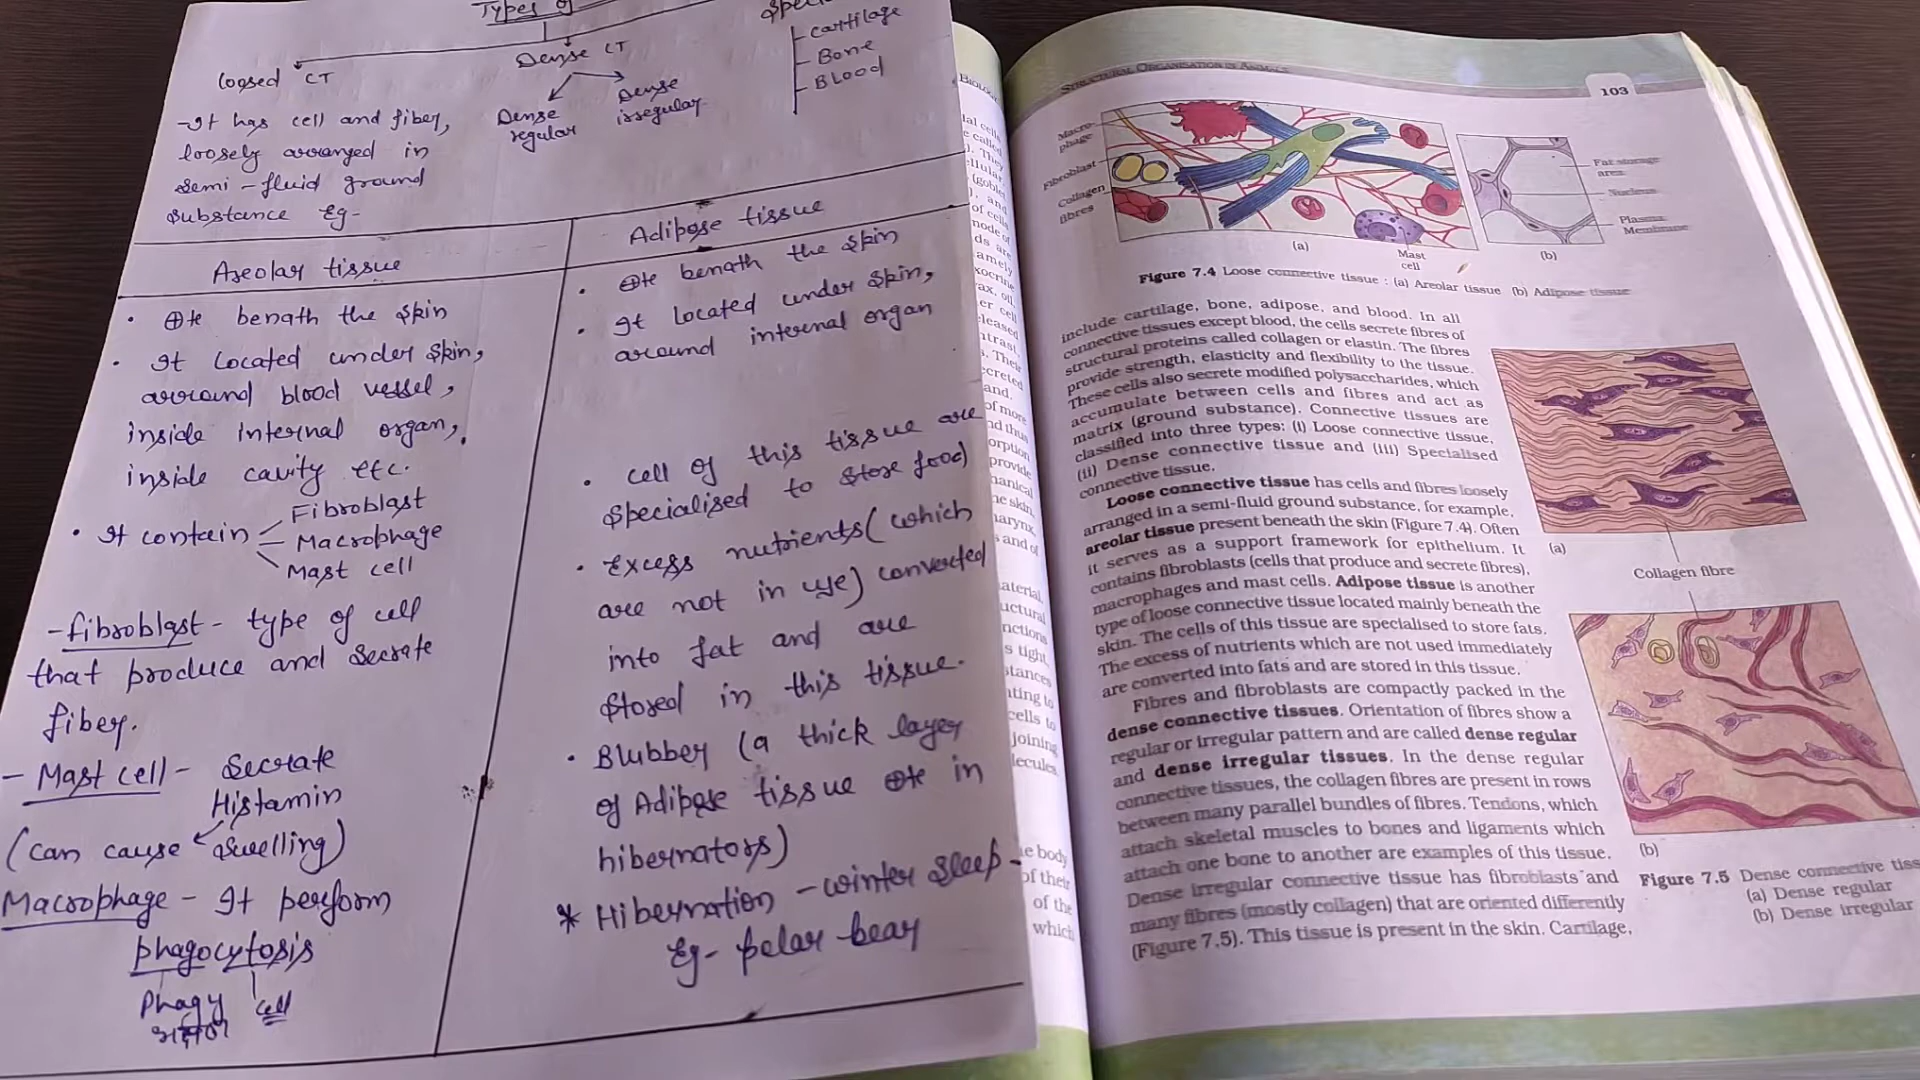 Types of
loosed CT
Dense CT
Dense regular
Dense irregular
Cartilage
Bone
Blood
-It has cell and fiber,
loosely arranged in
semi-fluid ground
substance Eg-
Areolar tissue
• benath the skin
• It located under skin,
arround blood vessel,
inside internal organ,
inside cavity etc.
• It contain
Fibroblast
Macrophage
Mast cell
-fibroblast- type of cell
that produce and secrate
fiber.
- Mast cell - secrate
Histamin
(can cause swelling)
Macrophage - It perform
phagocytosis
Phagy cell
Adipose tissue
• benath the skin
• It located under skin,
around internal organ
• cell of this tissue are
specialised to store food
• Excess nutrients (which
are not in use) converted
into fat and are
stored in this tissue.
• Blubber (a thick layer
of Adipose tissue in
hibernators)
* Hibernation - winter sleep -
Eg- pelar bear
Biology
STRUCTURAL ORGANISATION IN ANIMALS
103
Macro-
phage
Fibroblast
Collagen
fibres
Mast
cell
(a)
Fat storage
area
Nucleus
Plasma
Membrane
(b)
Figure 7.4 Loose connective tissue : (a) Areolar tissue (b) Adipose tissue
include cartilage, bone, adipose, and blood. In all
connective tissues except blood, the cells secrete fibres of
structural proteins called collagen or elastin. The fibres
provide strength, elasticity and flexibility to the tissue.
These cells also secrete modified polysaccharides, which
accumulate between cells and fibres and act as
matrix (ground substance). Connective tissues are
classified into three types: (i) Loose connective tissue,
(ii) Dense connective tissue and (iii) Specialised
connective tissue.
Loose connective tissue has cells and fibres loosely
arranged in a semi-fluid ground substance, for example,
areolar tissue present beneath the skin (Figure 7.4). Often
it serves as a support framework for epithelium. It
contains fibroblasts (cells that produce and secrete fibres),
macrophages and mast cells. Adipose tissue is another
type of loose connective tissue located mainly beneath the
skin. The cells of this tissue are specialised to store fats.
The excess of nutrients which are not used immediately
are converted into fats and are stored in this tissue.
Fibres and fibroblasts are compactly packed in the
dense connective tissues. Orientation of fibres show a
regular or irregular pattern and are called dense regular
and dense irregular tissues. In the dense regular
connective tissues, the collagen fibres are present in rows
between many parallel bundles of fibres. Tendons, which
attach skeletal muscles to bones and ligaments which
attach one bone to another are examples of this tissue.
Dense irregular connective tissue has fibroblasts and
many fibres (mostly collagen) that are oriented differently
(Figure 7.5). This tissue is present in the skin. Cartilage,
(a)
Collagen fibre
(b)
Figure 7.5 Dense connective
(a) Dense regular
(b) Dense irregular